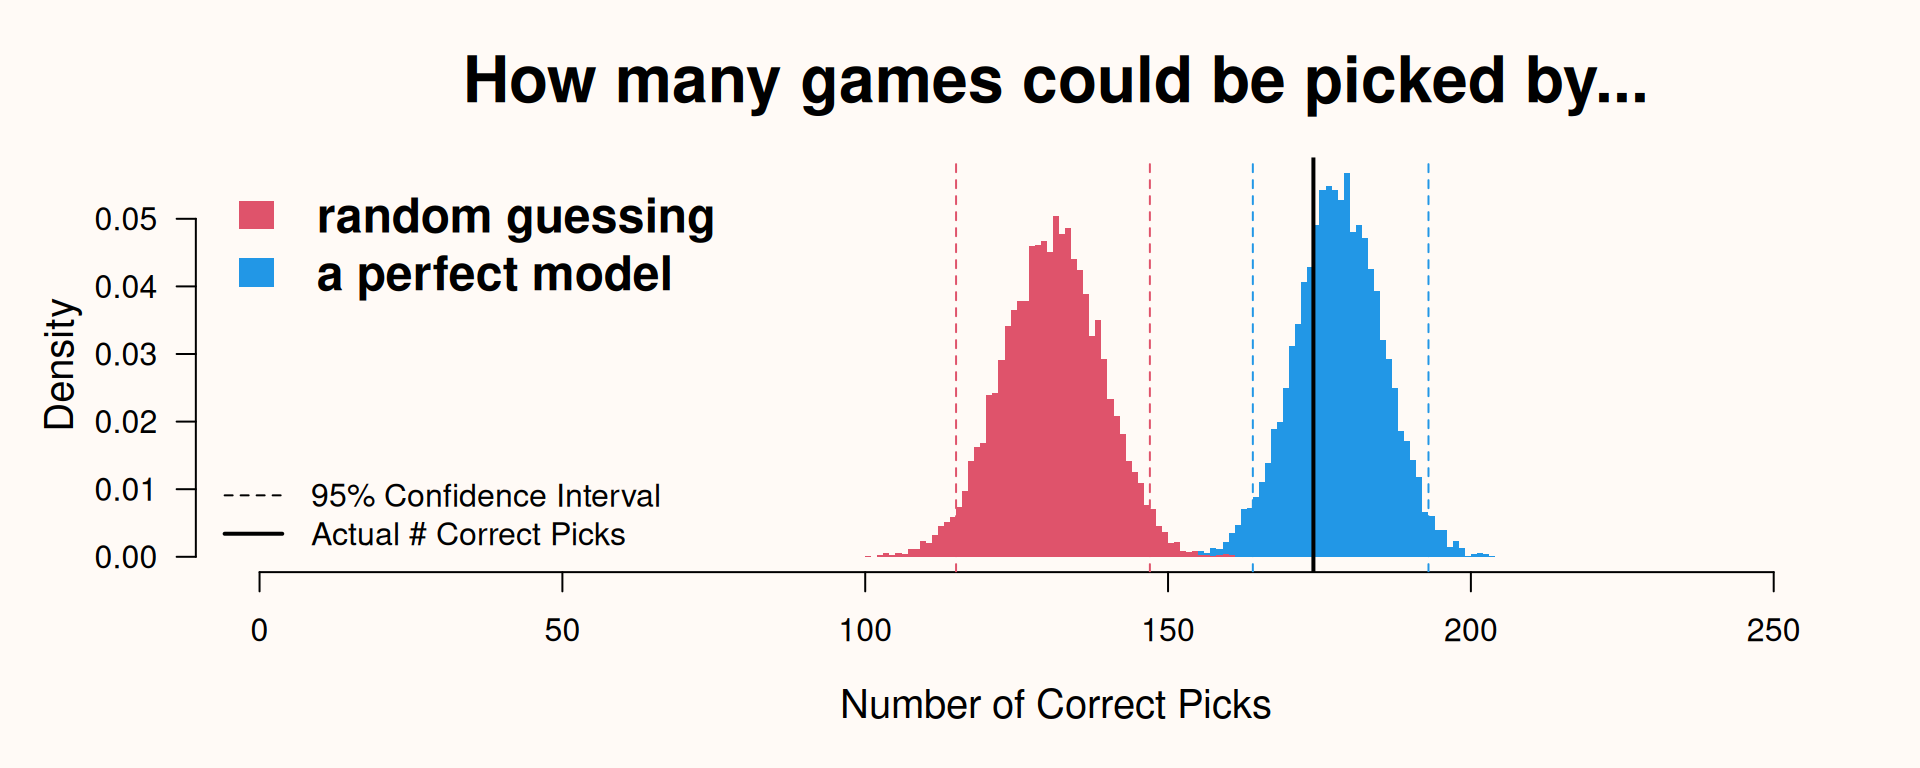 How many games could be picked by...
random guessing
a perfect model
0.05
0.04
0.03
0.02
0.01
0.00
Density
95% Confidence Interval
Actual # Correct Picks
0 50 100 150 200 250
Number of Correct Picks